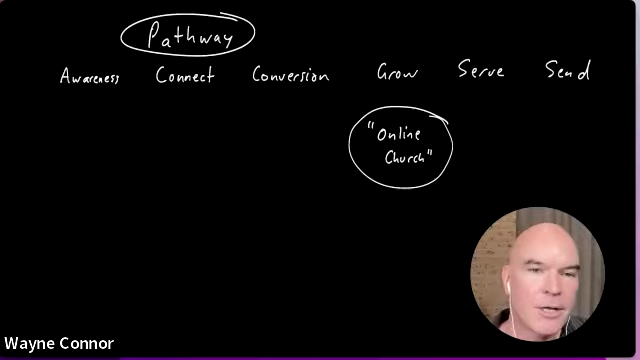 Pathway
Awareness Connect Conversion Grow Serve Send
"Online
Church"
Wayne Connor